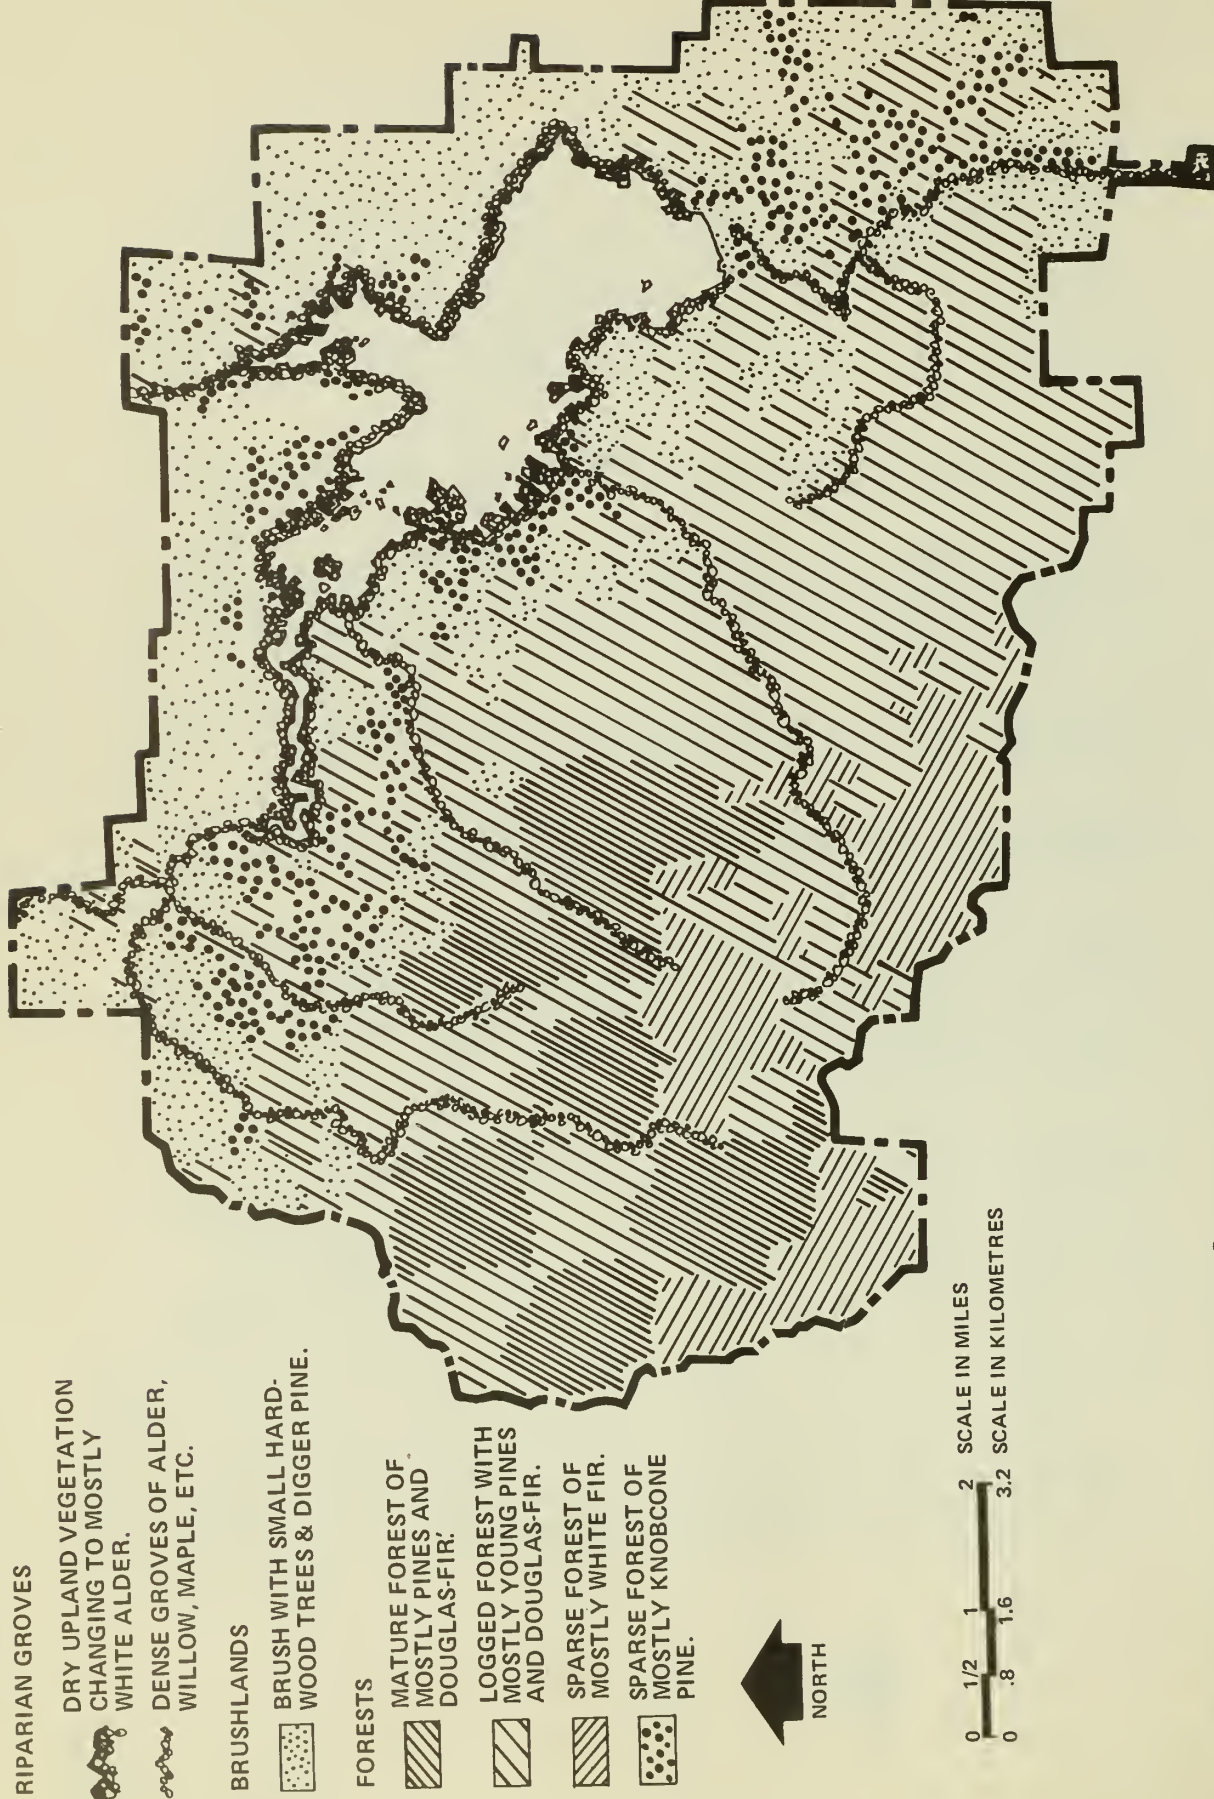 RIPARIAN GROVES
DRY UPLAND VEGETATION
CHANGING TO MOSTLY
WHITE ALDER.
DENSE GROVES OF ALDER,
WILLOW, MAPLE, ETC.
BRUSHLANDS
BRUSH WITH SMALL HARD-
WOOD TREES & DIGGER PINE.
FORESTS
MATURE FOREST OF
MOSTLY PINES AND
DOUGLAS-FIR.
LOGGED FOREST WITH
MOSTLY YOUNG PINES
AND DOUGLAS-FIR.
SPARSE FOREST OF
MOSTLY WHITE FIR.
SPARSE FOREST OF
MOSTLY KNOBCONE
PINE.
NORTH
0 1/2 1 2 SCALE IN MILES
0 .8 1.6 3.2 SCALE IN KILOMETRES